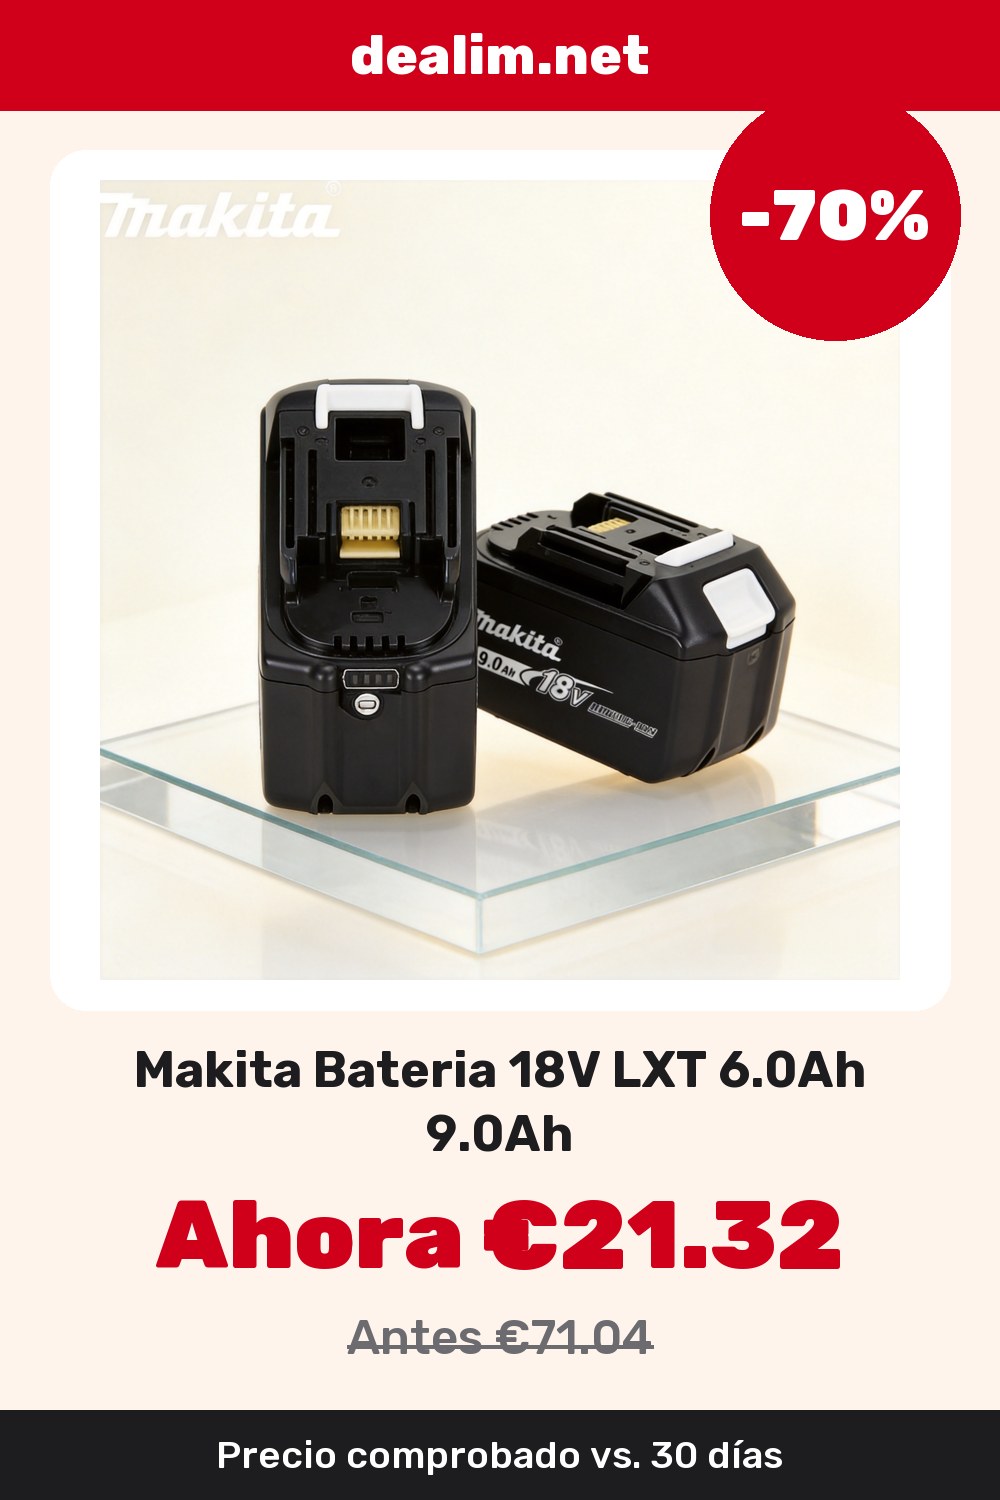 dealim.net
-70%
makita®
makita®
9.0Ah 18V
Makita Bateria 18V LXT 6.0Ah
9.0Ah
Ahora €21.32
Antes €71.04
Precio comprobado vs. 30 días